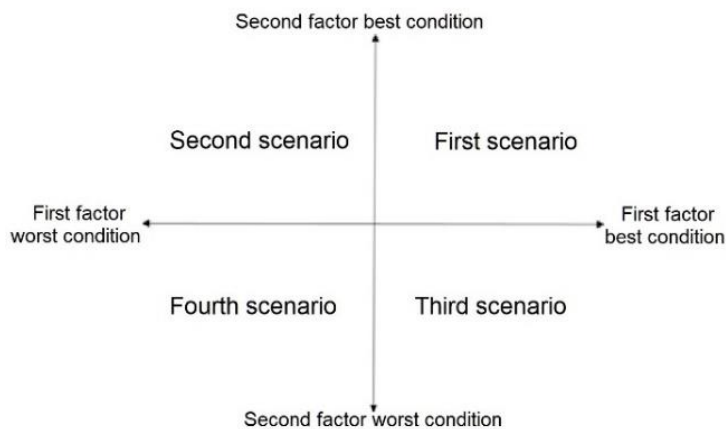 Second factor best condition
Second scenario
First scenario
First factor
worst condition
First factor
best condition
Fourth scenario
Third scenario
Second factor worst condition